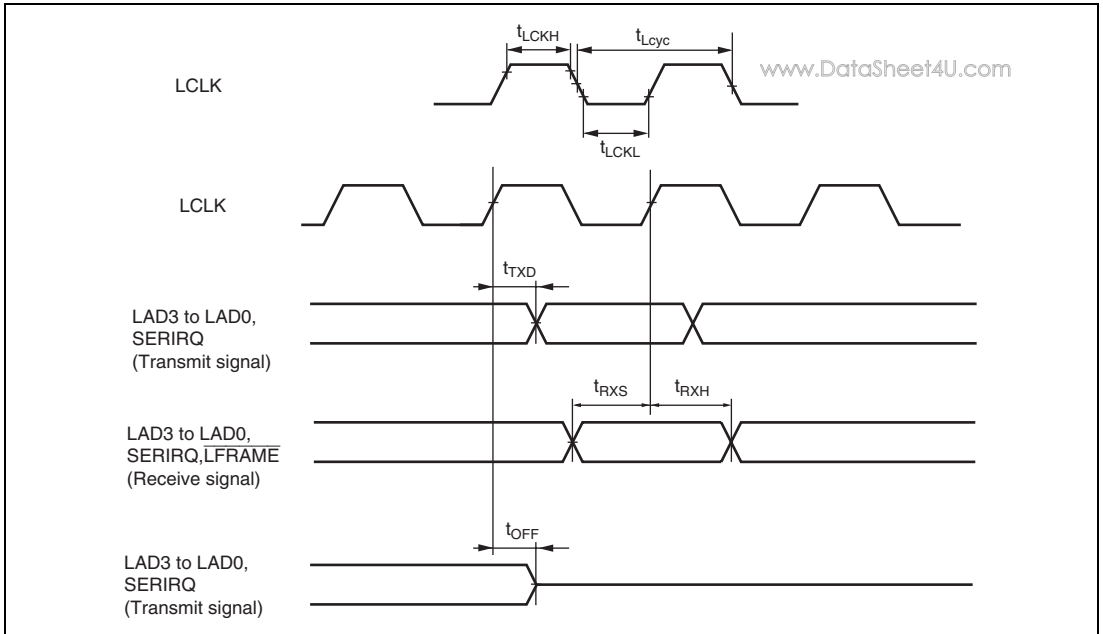 tLCKH
tLcyc
www.DataSheet4U.com
LCLK
tLCKL
LCLK
tTXD
LAD3 to LAD0,
SERIRQ
(Transmit signal)
tRXS
tRXH
LAD3 to LAD0,
SERIRQ,LFRAME
(Receive signal)
tOFF
LAD3 to LAD0,
SERIRQ
(Transmit signal)